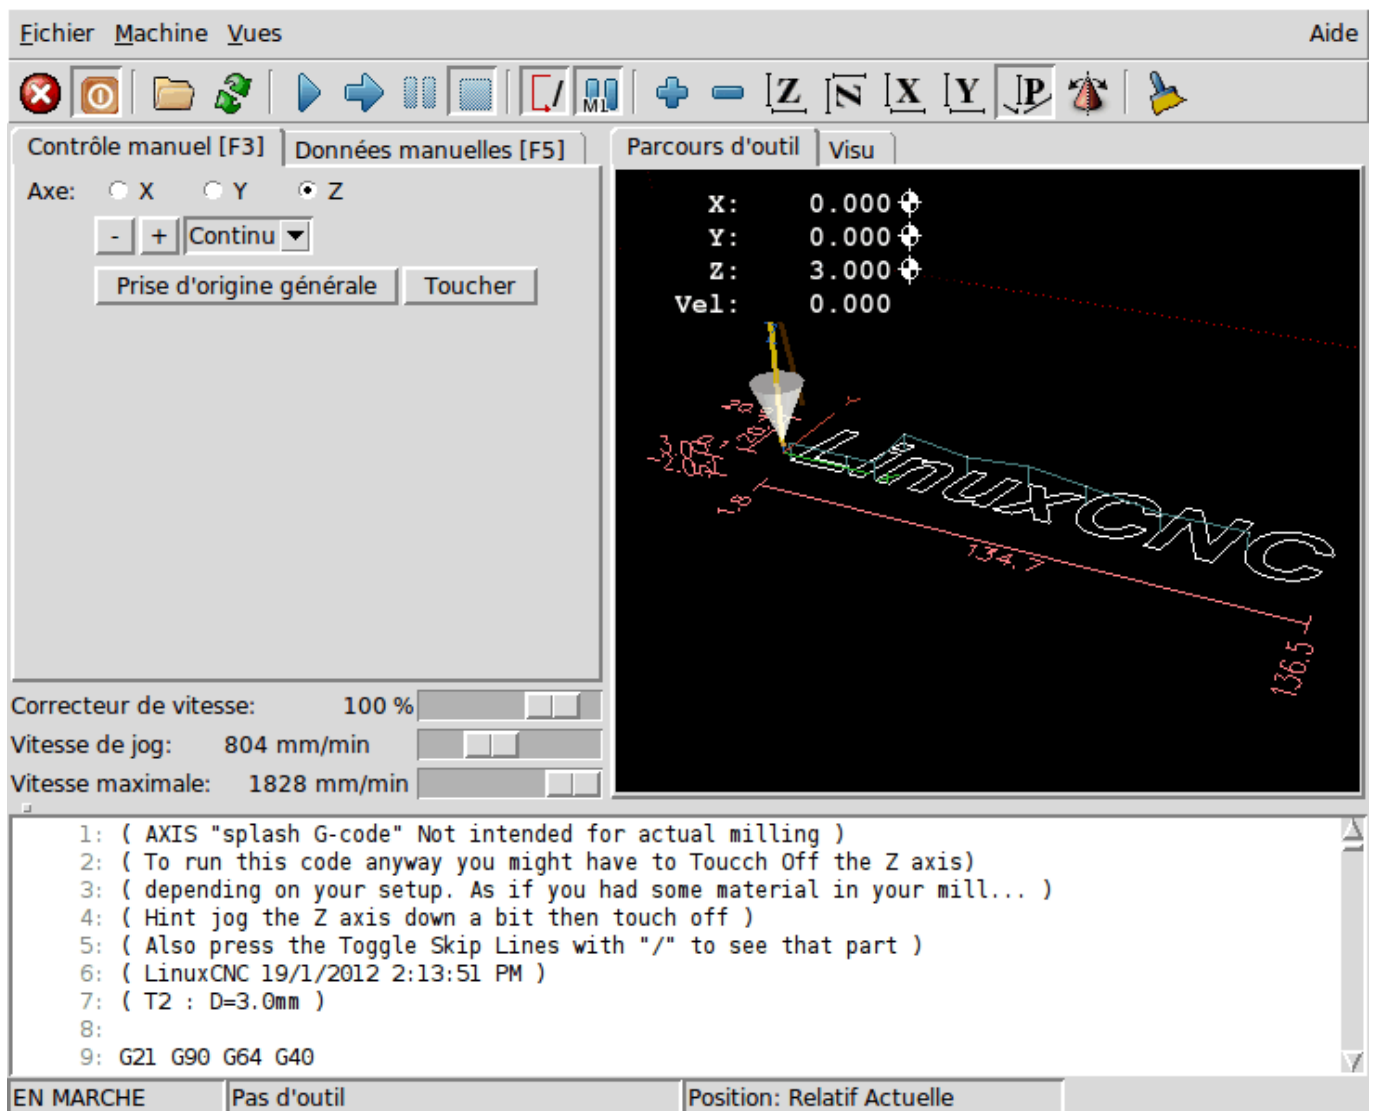 Fichier Machine Vues Aide
M1 Z N X Y P
Contrôle manuel [F3] Données manuelles [F5] Parcours d'outil Visu
Axe: X Y Z
- + Continu
Prise d'origine générale Toucher
X: 0.000
Y: 0.000
Z: 3.000
Vel: 0.000
Y
LinuxCNC
1.8
134.7
136.5
Correcteur de vitesse: 100 %
Vitesse de jog: 804 mm/min
Vitesse maximale: 1828 mm/min
1: ( AXIS "splash G-code" Not intended for actual milling )
2: ( To run this code anyway you might have to Toucch Off the Z axis)
3: ( depending on your setup. As if you had some material in your mill... )
4: ( Hint jog the Z axis down a bit then touch off )
5: ( Also press the Toggle Skip Lines with "/" to see that part )
6: ( LinuxCNC 19/1/2012 2:13:51 PM )
7: ( T2 : D=3.0mm )
8:
9: G21 G90 G64 G40
EN MARCHE Pas d'outil Position: Relatif Actuelle